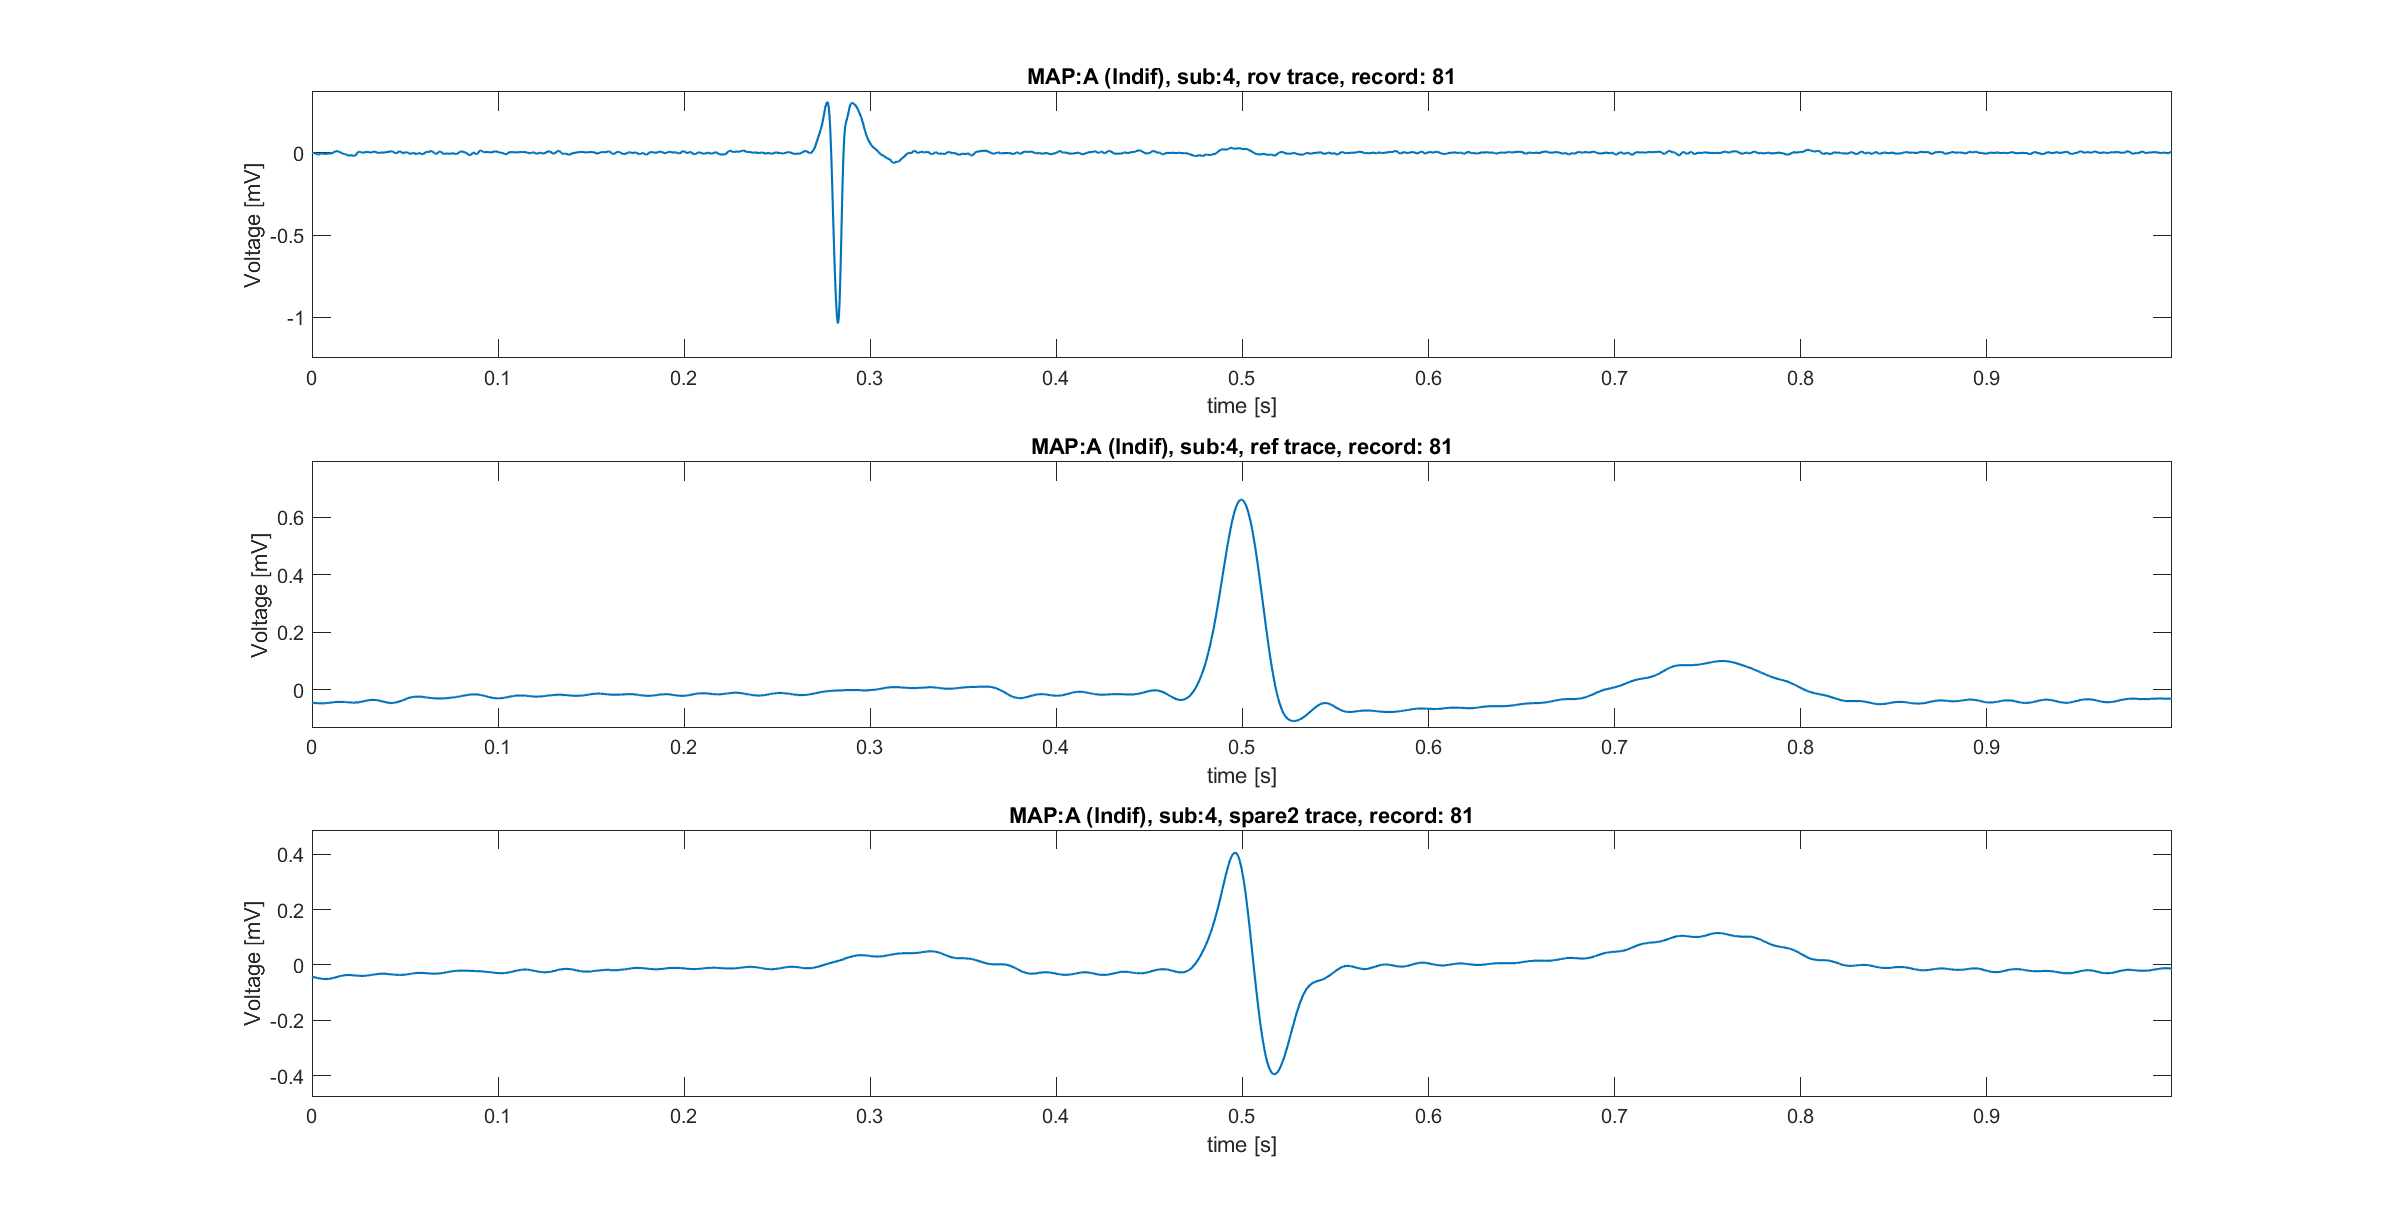 MAP:A (Indif), sub:4, rov trace, record: 81
Voltage [mV]
0
-0.5
-1
0 0.1 0.2 0.3 0.4 0.5 0.6 0.7 0.8 0.9
time [s]
MAP:A (Indif), sub:4, ref trace, record: 81
Voltage [mV]
0.6
0.4
0.2
0
0 0.1 0.2 0.3 0.4 0.5 0.6 0.7 0.8 0.9
time [s]
MAP:A (Indif), sub:4, spare2 trace, record: 81
Voltage [mV]
0.4
0.2
0
-0.2
-0.4
0 0.1 0.2 0.3 0.4 0.5 0.6 0.7 0.8 0.9
time [s]